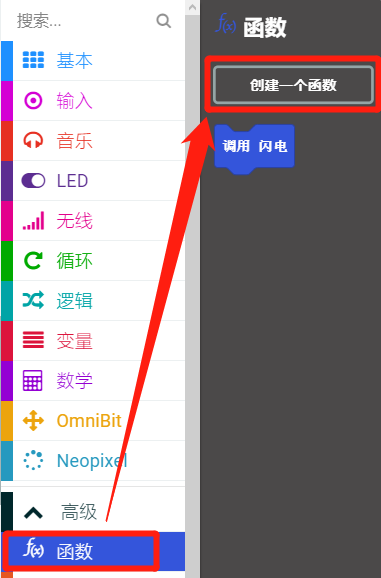 搜索...
基本
输入
音乐
LED
无线
循环
逻辑
变量
数学
OmniBit
Neopixel
高级
f(x) 函数
f(x) 函数
创建一个函数
调用 闪电